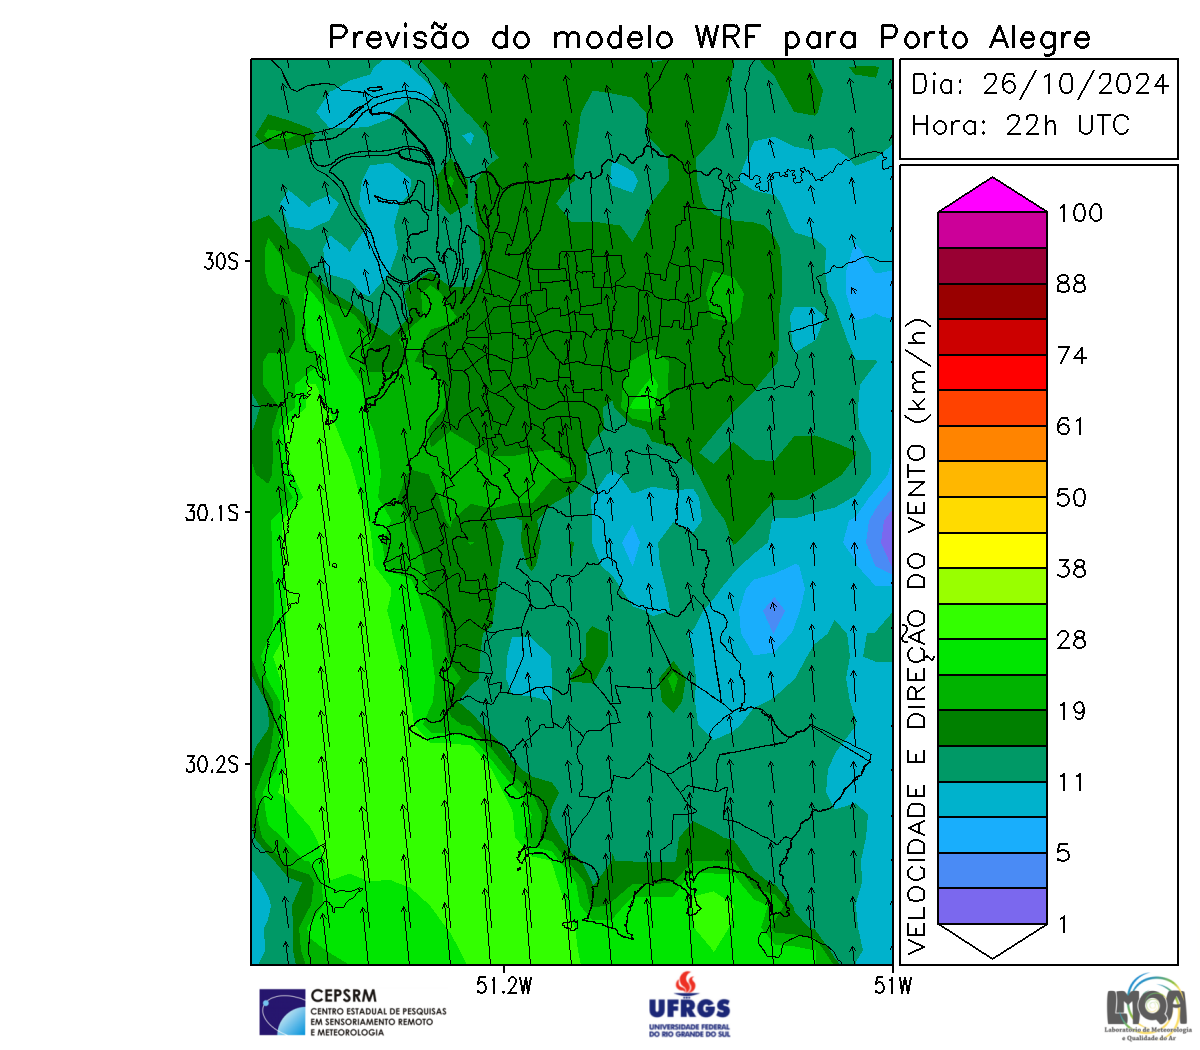 Previsão do modelo WRF para Porto Alegre
Dia: 26/10/2024
Hora: 22h UTC
100
88
74
61
50
38
28
19
11
5
1
VELOCIDADE E DIREÇÃO DO VENTO (km/h)
30S
30.1S
30.2S
51.2W
51W
CEPSRM
CENTRO ESTADUAL DE PESQUISAS
EM SENSORIAMENTO REMOTO
E METEOROLOGIA
UFRGS
UNIVERSIDADE FEDERAL
DO RIO GRANDE DO SUL
LMQA
Laboratório de Meteorologia
e Qualidade do Ar